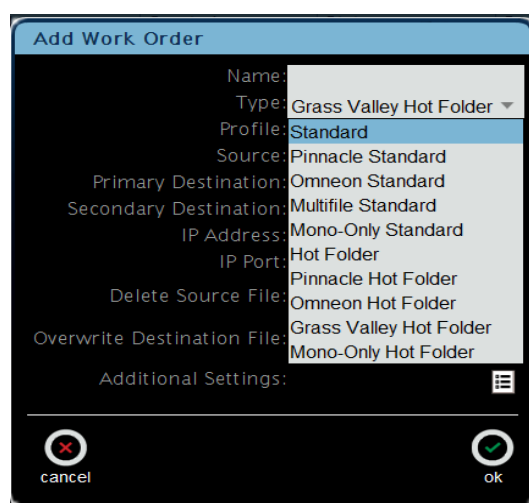 Add Work Order
Name:
Type: Grass Valley Hot Folder
Profile: Standard
Source: Pinnacle Standard
Primary Destination: Omneon Standard
Secondary Destination: Multifile Standard
IP Address: Mono-Only Standard
IP Port: Hot Folder
Pinnacle Hot Folder
Delete Source File: Omneon Hot Folder
Overwrite Destination File: Grass Valley Hot Folder
Mono-Only Hot Folder
Additional Settings:
cancel ok